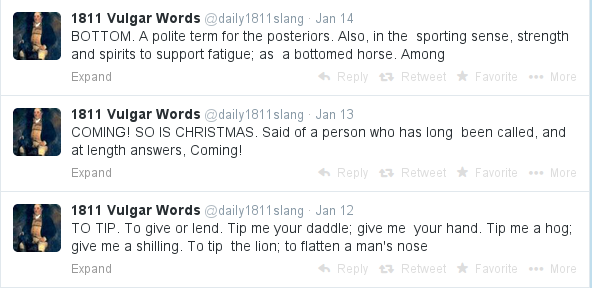 1811 Vulgar Words @daily1811slang · Jan 14
BOTTOM. A polite term for the posteriors. Also, in the sporting sense, strength
and spirits to support fatigue; as a bottomed horse. Among
Expand Reply Retweet Favorite More
1811 Vulgar Words @daily1811slang · Jan 13
COMING! SO IS CHRISTMAS. Said of a person who has long been called, and
at length answers, Coming!
Expand Reply Retweet Favorite More
1811 Vulgar Words @daily1811slang · Jan 12
TO TIP. To give or lend. Tip me your daddle; give me your hand. Tip me a hog;
give me a shilling. To tip the lion; to flatten a man's nose
Expand Reply Retweet Favorite More